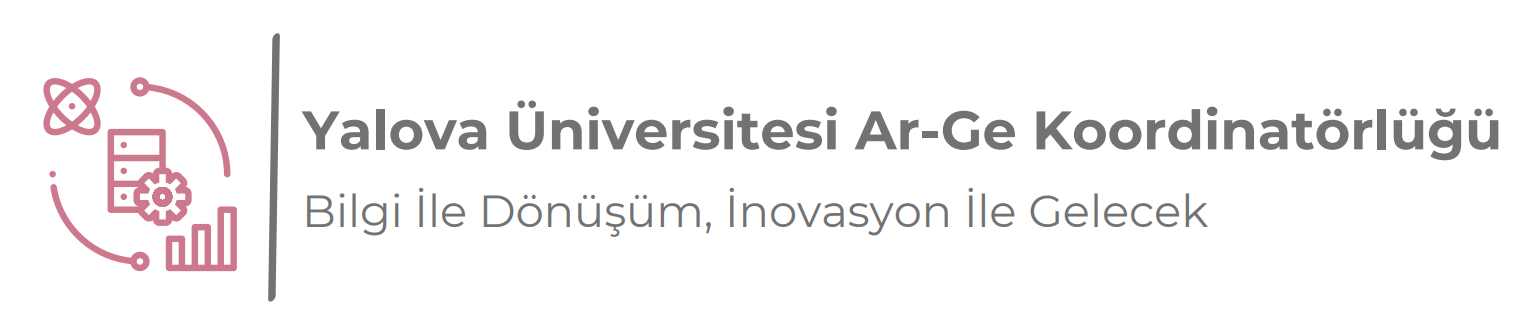 Yalova Üniversitesi Ar-Ge Koordinatörlüğü
Bilgi İle Dönüşüm, İnovasyon İle Gelecek